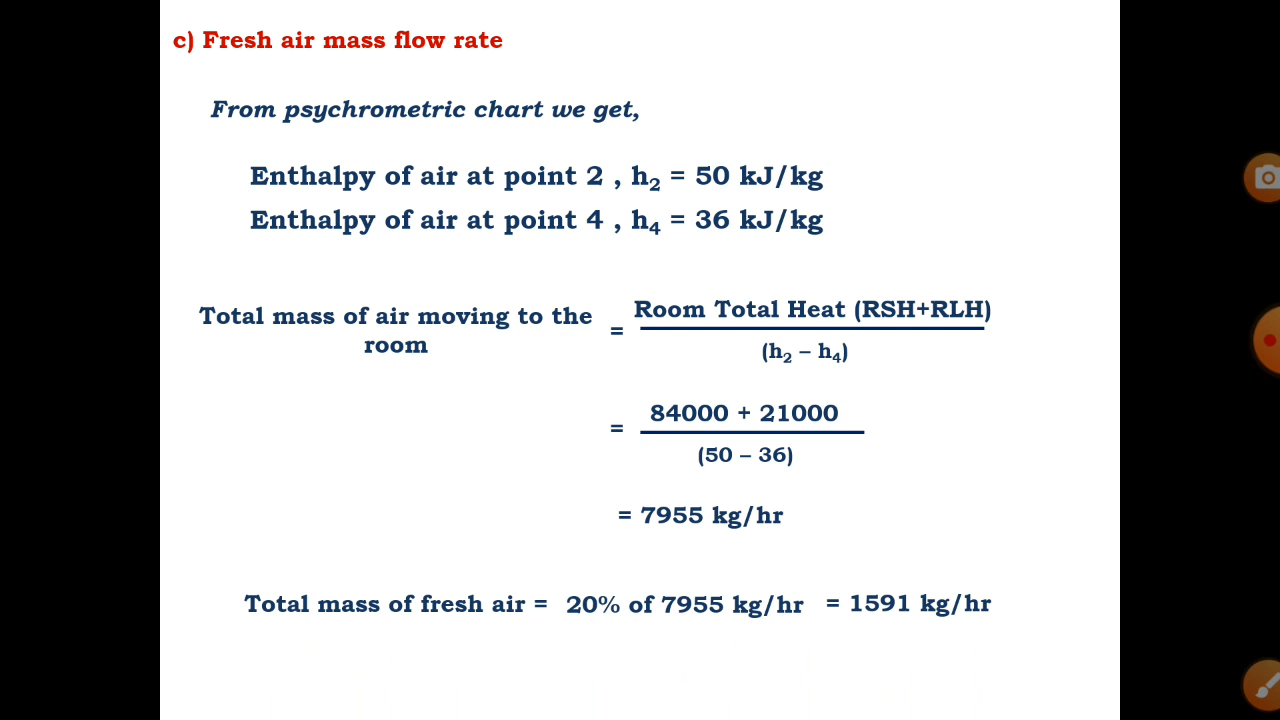 c) Fresh air mass flow rate
From psychrometric chart we get,
Enthalpy of air at point 2 , h₂ = 50 kJ/kg
Enthalpy of air at point 4 , h₄ = 36 kJ/kg
Total mass of air moving to the room = Room Total Heat (RSH+RLH)
(h₂ – h₄)
= 84000 + 21000
(50 – 36)
= 7955 kg/hr
Total mass of fresh air = 20% of 7955 kg/hr = 1591 kg/hr